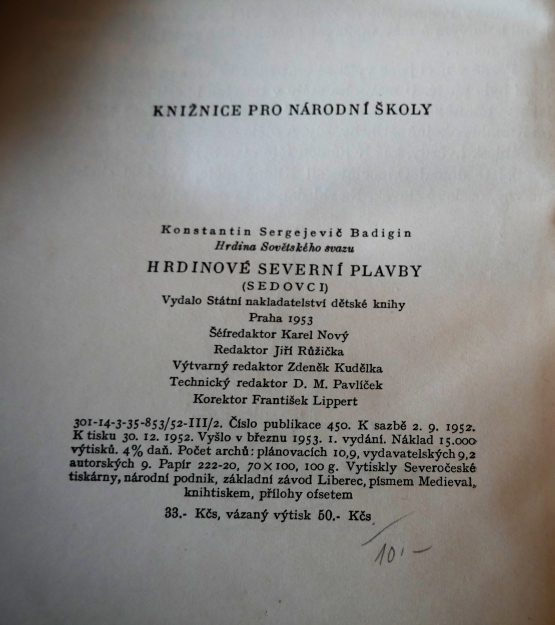 KNIŽNICE PRO NÁRODNÍ ŠKOLY
Konstantin Sergejevič Badigin
Hrdina Sovětského svazu
HRDINOVÉ SEVERNÍ PLAVBY
(SEDOVCI)
Vydalo Státní nakladatelství dětské knihy
Praha 1953
Šéfredaktor Karel Nový
Redaktor Jiří Růžička
Výtvarný redaktor Zdeněk Kudělka
Technický redaktor D. M. Pavlíček
Korektor František Lippert
301-14-3-35-853/52-III/2. Číslo publikace 450. K sazbě 2. 9. 1952.
K tisku 30. 12. 1952. Vyšlo v březnu 1953. 1. vydání. Náklad 15.000
výtisků. 4% daň. Počet archů: plánovacích 10,9, vydavatelských 9,2
autorských 9. Papír 222-20, 70×100, 100 g. Vytiskly Severočeské
tiskárny, národní podnik, základní závod Liberec, písmem Medieval,
knihtiskem, přílohy ofsetem
33.- Kčs, vázaný výtisk 50.- Kčs
10.-